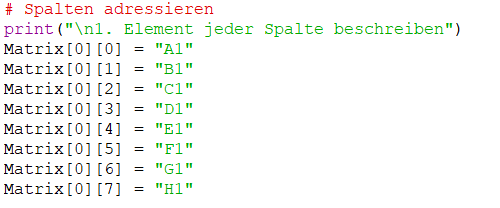 # Spalten adressieren
print("\n1. Element jeder Spalte beschreiben")
Matrix[0][0] = "A1"
Matrix[0][1] = "B1"
Matrix[0][2] = "C1"
Matrix[0][3] = "D1"
Matrix[0][4] = "E1"
Matrix[0][5] = "F1"
Matrix[0][6] = "G1"
Matrix[0][7] = "H1"